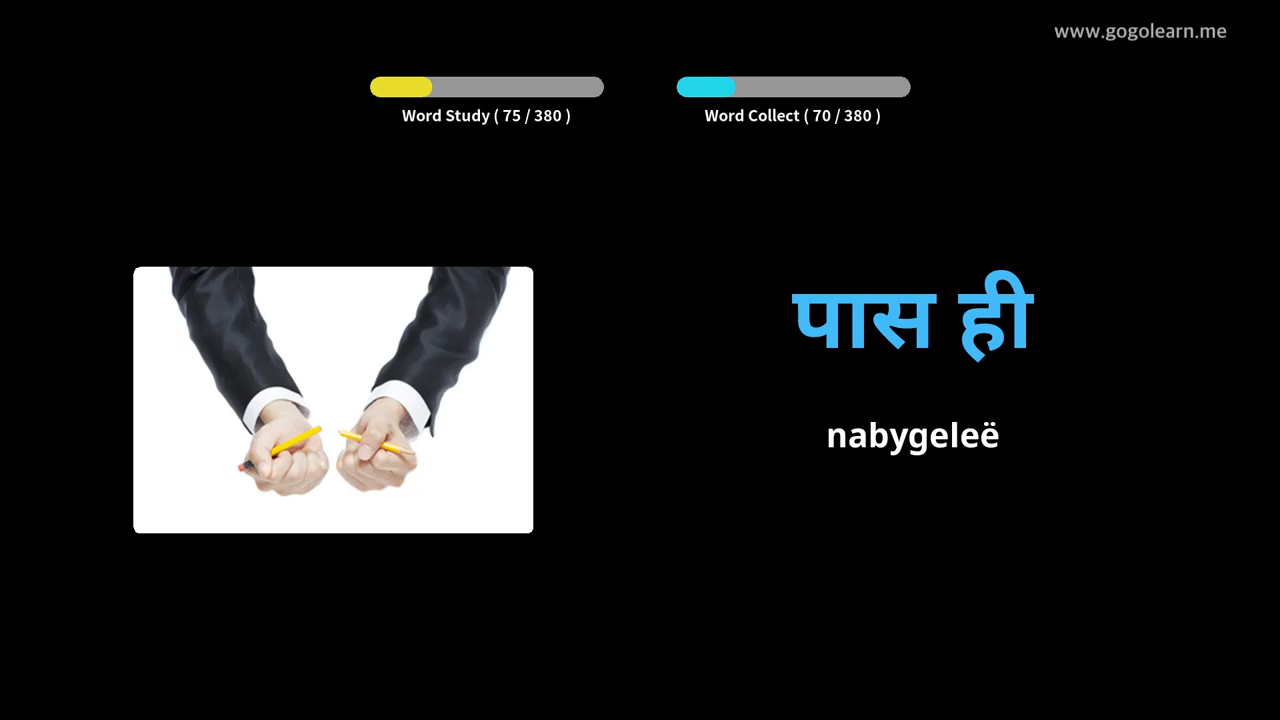 www.gogolearn.me
Word Study ( 75 / 380 )
Word Collect ( 70 / 380 )
पास ही
nabygeleë